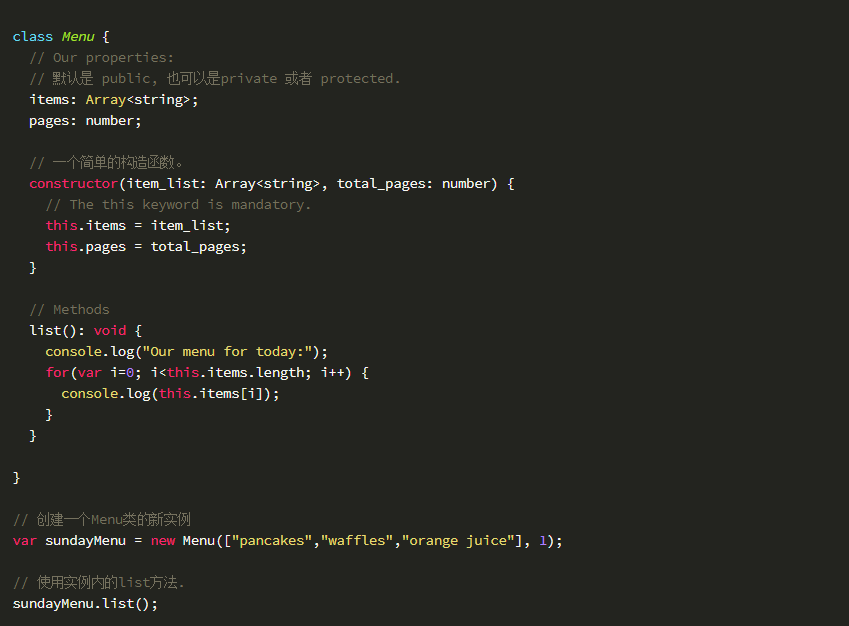 class Menu {
  // Our properties:
  // 默认是 public, 也可以是private 或者 protected.
  items: Array<string>;
  pages: number;

  // 一个简单的构造函数。
  constructor(item_list: Array<string>, total_pages: number) {
    // The this keyword is mandatory.
    this.items = item_list;
    this.pages = total_pages;
  }

  // Methods
  list(): void {
    console.log("Our menu for today:");
    for(var i=0; i<this.items.length; i++) {
      console.log(this.items[i]);
    }
  }

}

// 创建一个Menu类的新实例
var sundayMenu = new Menu(["pancakes","waffles","orange juice"], 1);

// 使用实例内的list方法.
sundayMenu.list();